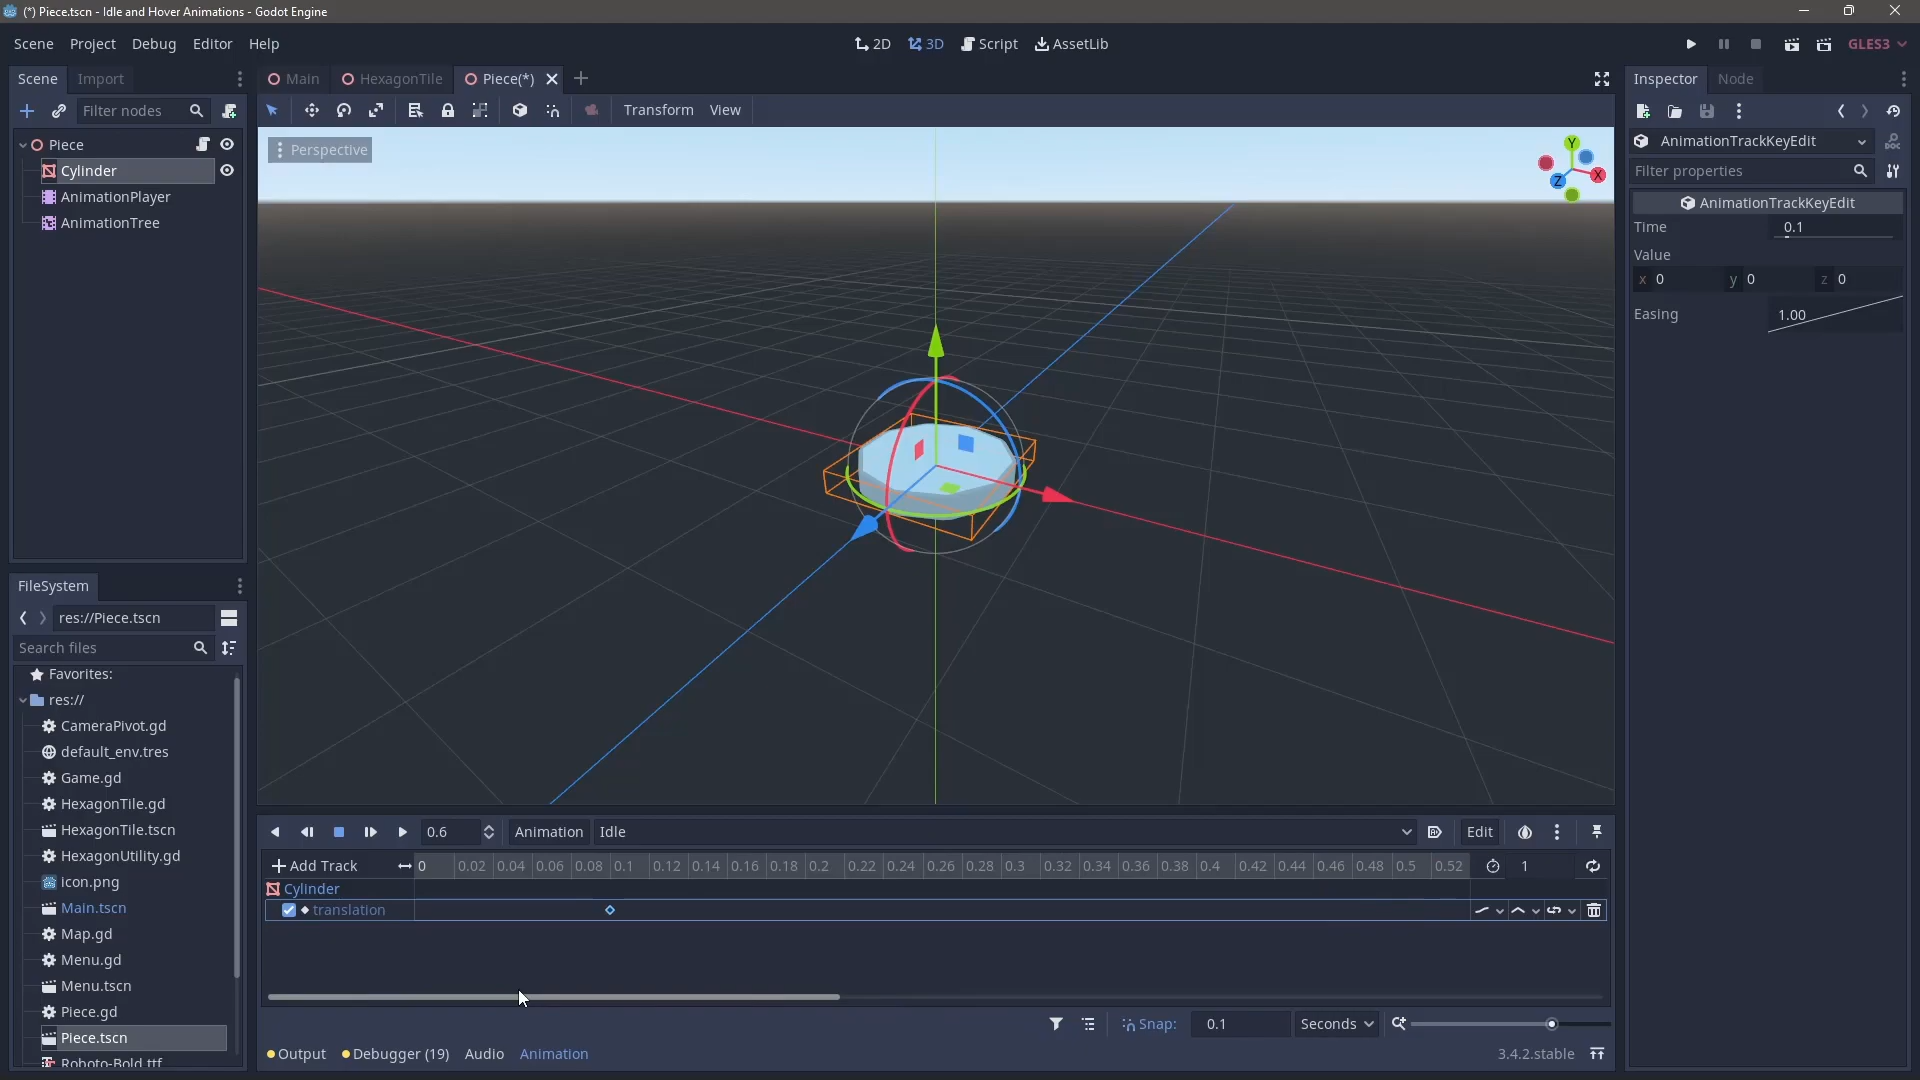 (*) Piece.tscn - Idle and Hover Animations - Godot Engine
Scene Project Debug Editor Help
2D 3D Script AssetLib
GLES3
Scene Import
Main HexagonTile Piece(*)
Inspector Node
Filter nodes
Transform View
Piece
Cylinder
AnimationPlayer
AnimationTree
Perspective
Y
X
Z
AnimationTrackKeyEdit
Filter properties
AnimationTrackKeyEdit
Time 0.1
Value
x 0 y 0 z 0
Easing 1.00
FileSystem
res://Piece.tscn
Search files
Favorites:
res://
CameraPivot.gd
default_env.tres
Game.gd
HexagonTile.gd
HexagonTile.tscn
HexagonUtility.gd
icon.png
Main.tscn
Map.gd
Menu.gd
Menu.tscn
Piece.gd
Piece.tscn
Roboto-Bold.ttf
0.6 Animation Idle Edit
Add Track 0 0.02 0.04 0.06 0.08 0.1 0.12 0.14 0.16 0.18 0.2 0.22 0.24 0.26 0.28 0.3 0.32 0.34 0.36 0.38 0.4 0.42 0.44 0.46 0.48 0.5 0.52 1
Cylinder
translation
Snap: 0.1 Seconds
Output Debugger (19) Audio Animation 3.4.2.stable